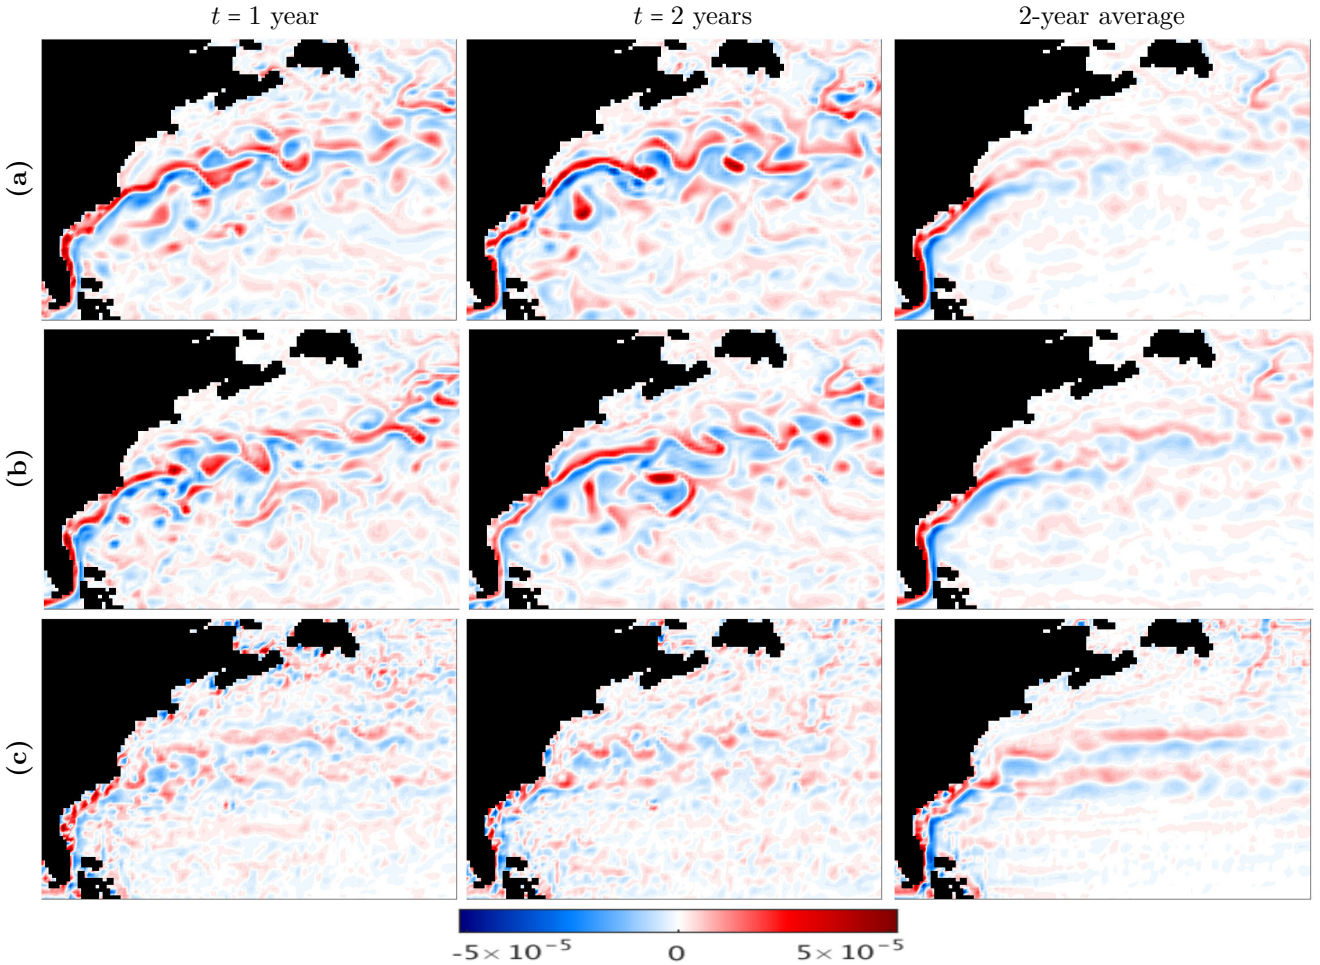 t = 1 year
t = 2 years
2-year average
(a)
(b)
(c)
-5×10⁻⁵ 0 5×10⁻⁵